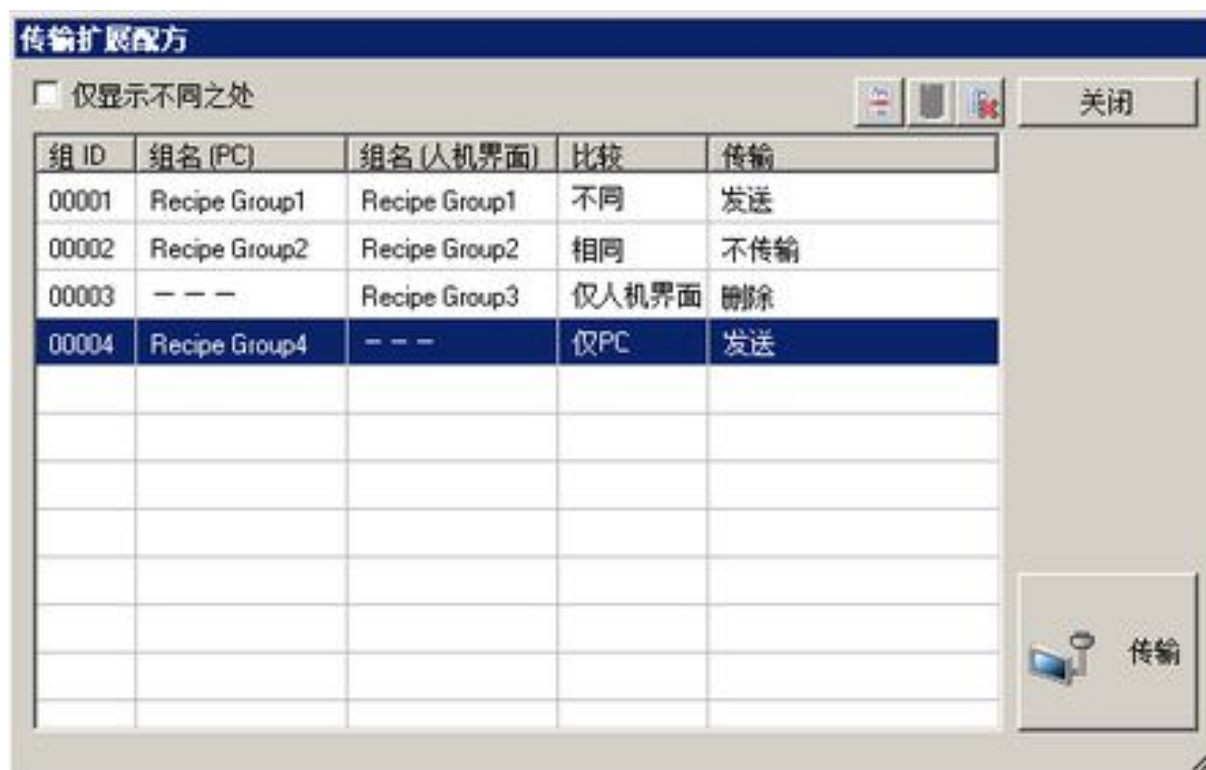 传输扩展配方
仅显示不同之处 关闭
组 ID 组名 (PC) 组名 (人机界面) 比较 传输
00001 Recipe Group1 Recipe Group1 不同 发送
00002 Recipe Group2 Recipe Group2 相同 不传输
00003 ─ ─ ─ Recipe Group3 仅人机界面 删除
00004 Recipe Group4 ─ ─ ─ 仅PC 发送
传输